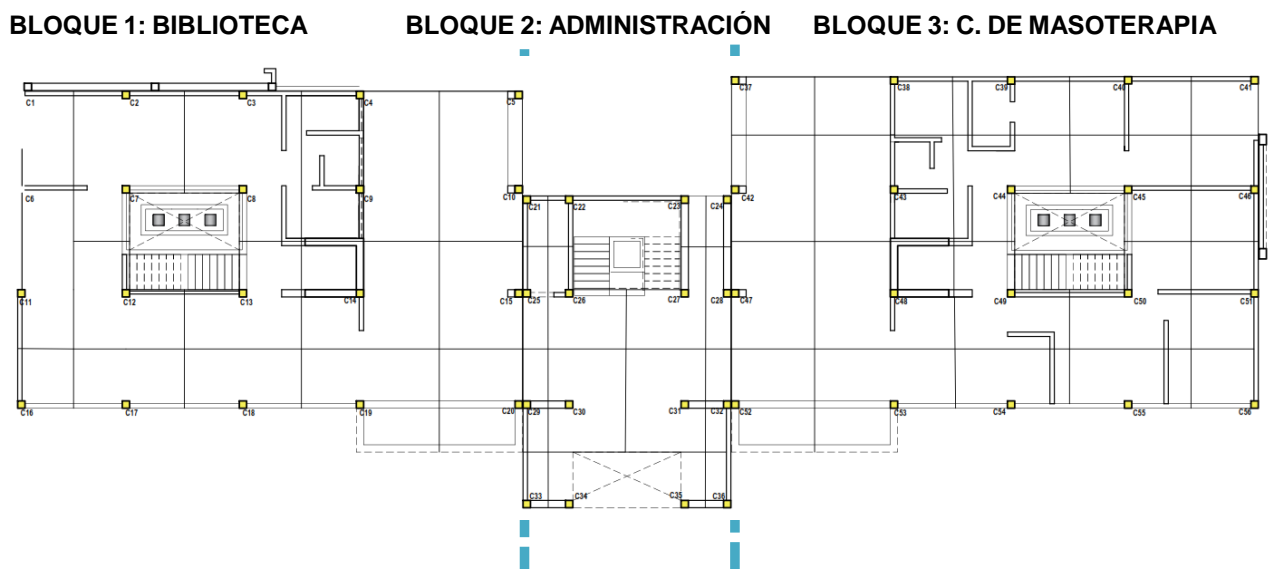 BLOQUE 1: BIBLIOTECA BLOQUE 2: ADMINISTRACIÓN BLOQUE 3: C. DE MASOTERAPIA
C37 C38 C39 C40 C41
C1 C2 C3 C4 C5
C6 C7 C8 C9 C10 C42 C43 C44 C45 C46
C21 C22 C23 C24
C11 C12 C13 C14 C15 C25 C26 C27 C28 C47 C48 C49 C50 C51
C16 C17 C18 C19 C20 C29 C30 C31 C32 C52 C53 C54 C55 C56
C33 C34 C35 C36